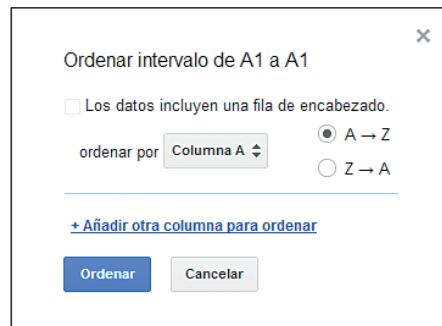 Ordenar intervalo de A1 a A1
Los datos incluyen una fila de encabezado.
ordenar por Columna A
A → Z
Z → A
+ Añadir otra columna para ordenar
Ordenar Cancelar